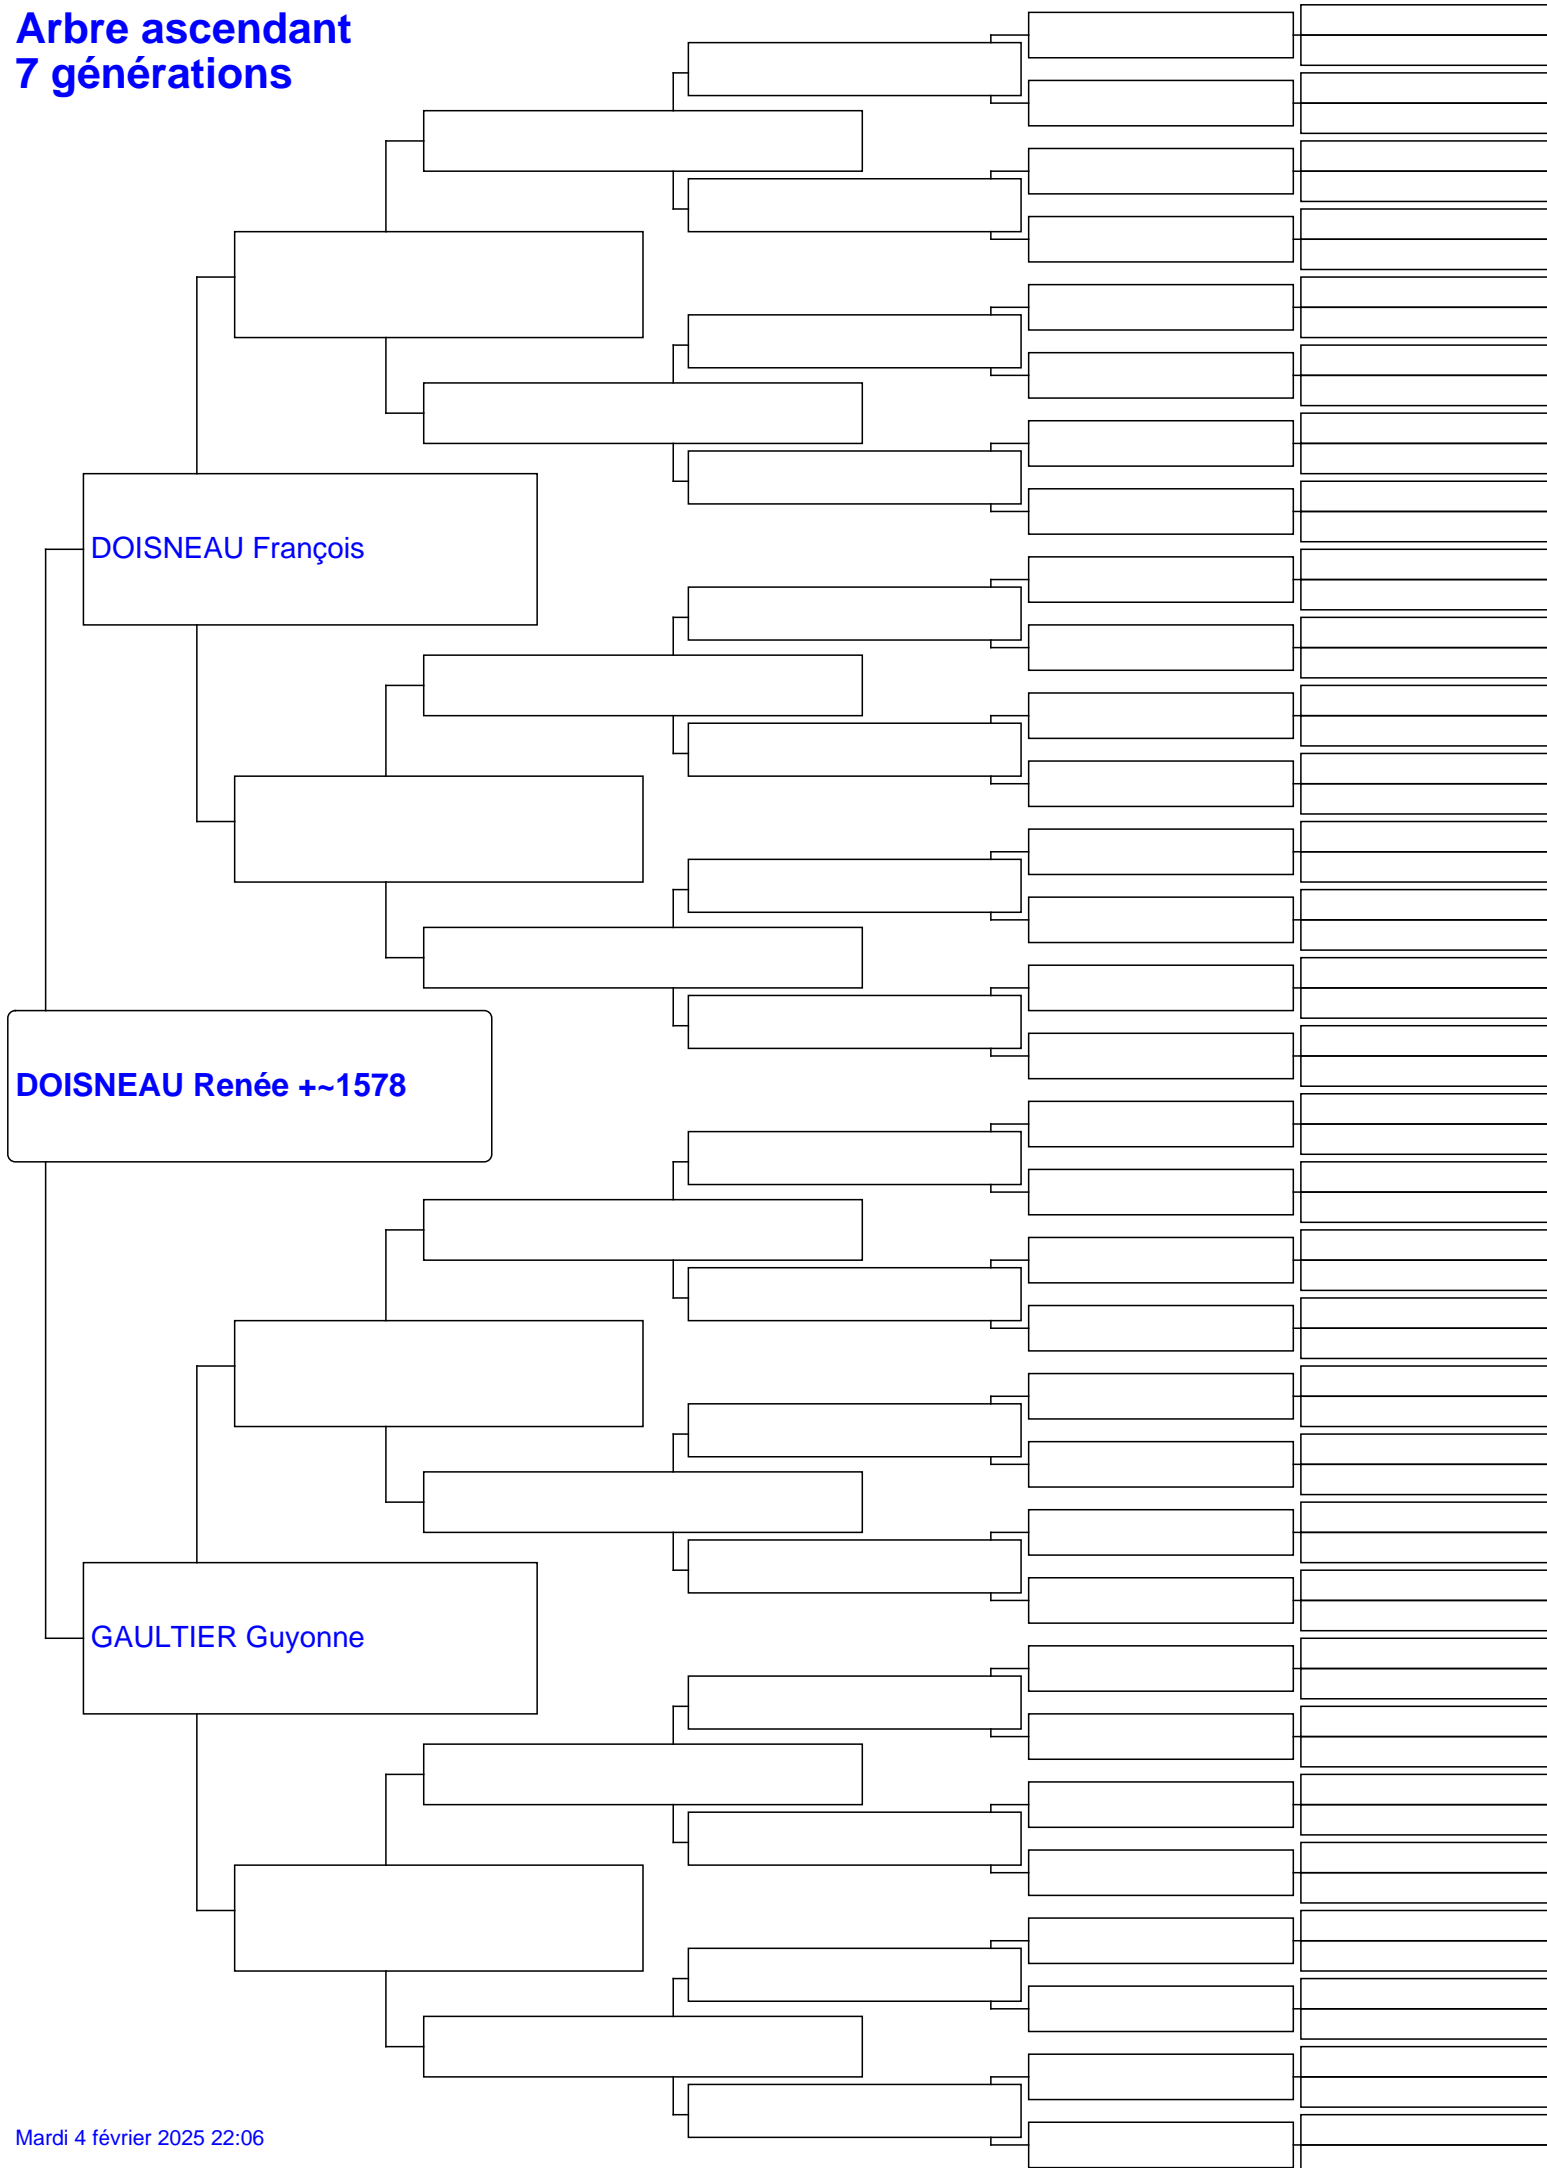 Arbre ascendant
7 générations
DOISNEAU François
DOISNEAU Renée +~1578
GAULTIER Guyonne
Mardi 4 février 2025 22:06